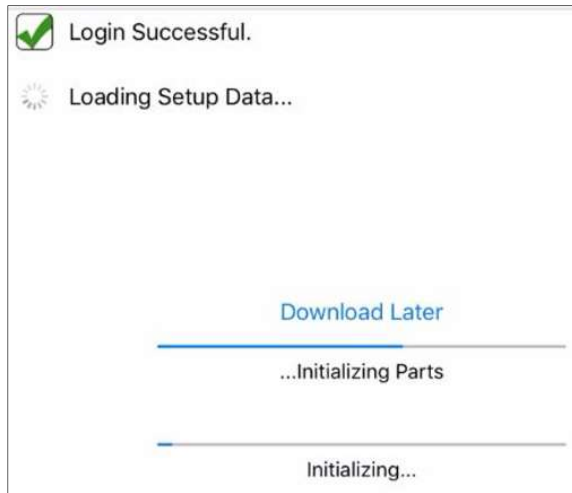 Login Successful.
Loading Setup Data...
Download Later
...Initializing Parts
Initializing...